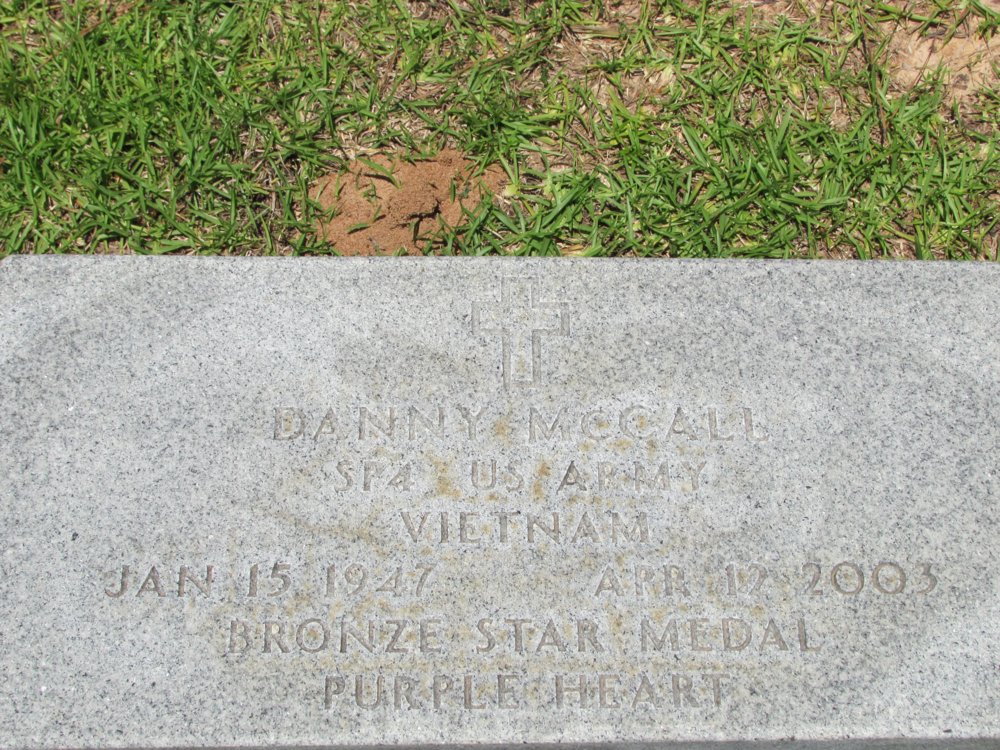 DANNY MCCALL
SP4 US ARMY
VIETNAM
JAN 15 1947 APR 12 2003
BRONZE STAR MEDAL
PURPLE HEART